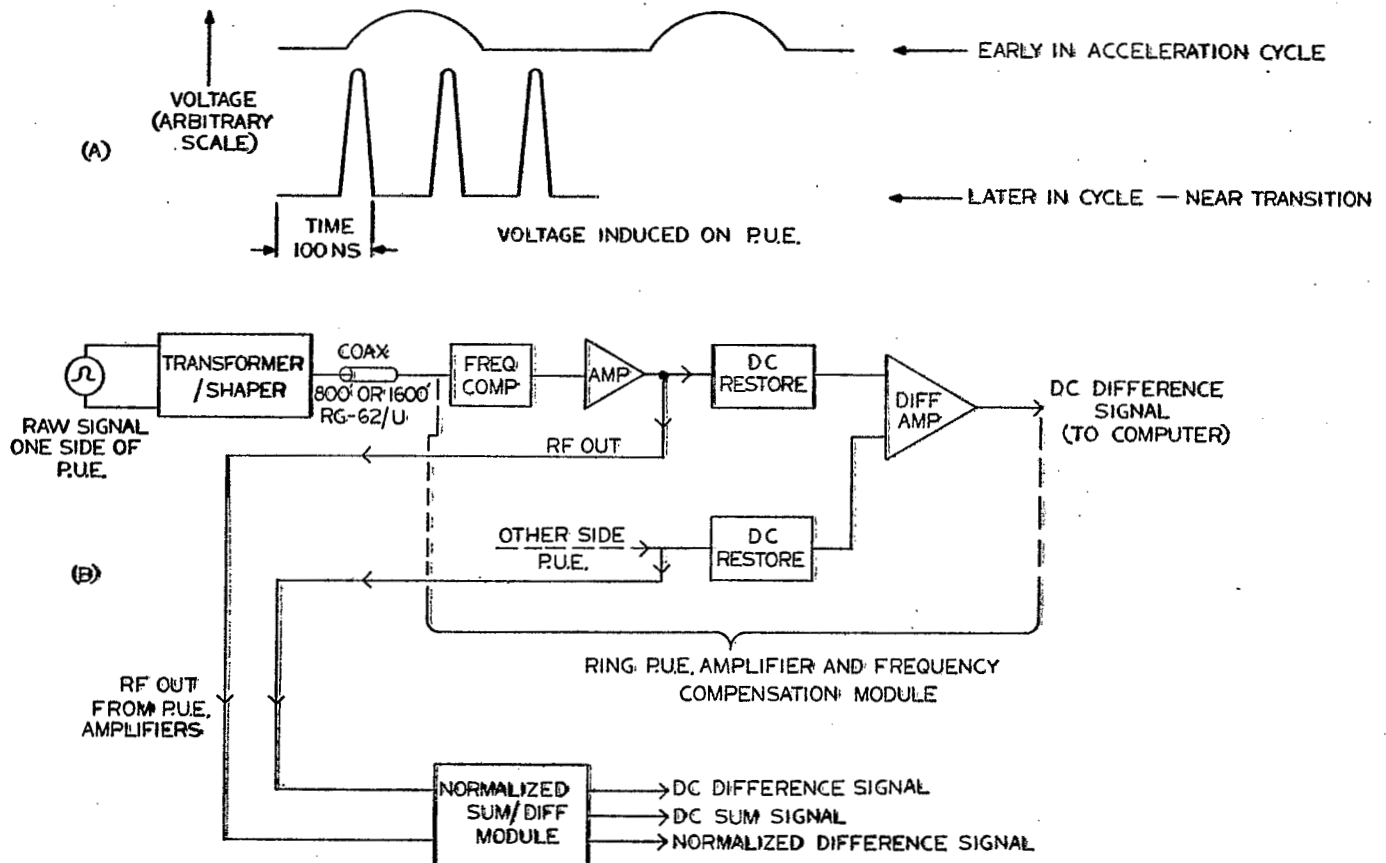 EARLY IN ACCELERATION CYCLE
VOLTAGE
(ARBITRARY
SCALE)
(A)
LATER IN CYCLE — NEAR TRANSITION
TIME
100 NS
VOLTAGE INDUCED ON P.U.E.
TRANSFORMER
/SHAPER
COAX
800' OR 1600'
RG-62/U
FREQ
COMP
AMP
DC
RESTORE
DIFF
AMP
DC DIFFERENCE
SIGNAL
(TO COMPUTER)
RAW SIGNAL
ONE SIDE OF
P.U.E.
RF OUT
OTHER SIDE
P.U.E.
DC
RESTORE
(B)
RING P.U.E. AMPLIFIER AND FREQUENCY
COMPENSATION MODULE
RF OUT
FROM P.U.E.
AMPLIFIERS
NORMALIZED
SUM/DIFF
MODULE
DC DIFFERENCE SIGNAL
DC SUM SIGNAL
NORMALIZED DIFFERENCE SIGNAL